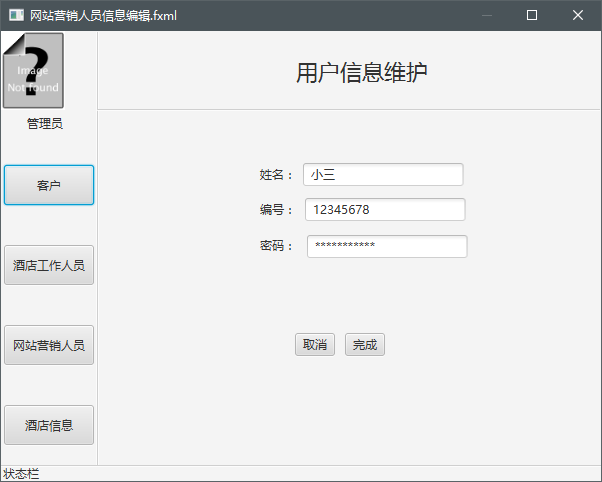 网站营销人员信息编辑.fxml
?
Image
Not found
管理员
客户
酒店工作人员
网站营销人员
酒店信息
用户信息维护
姓名： 小三
编号： 12345678
密码： ***********
取消 完成
状态栏